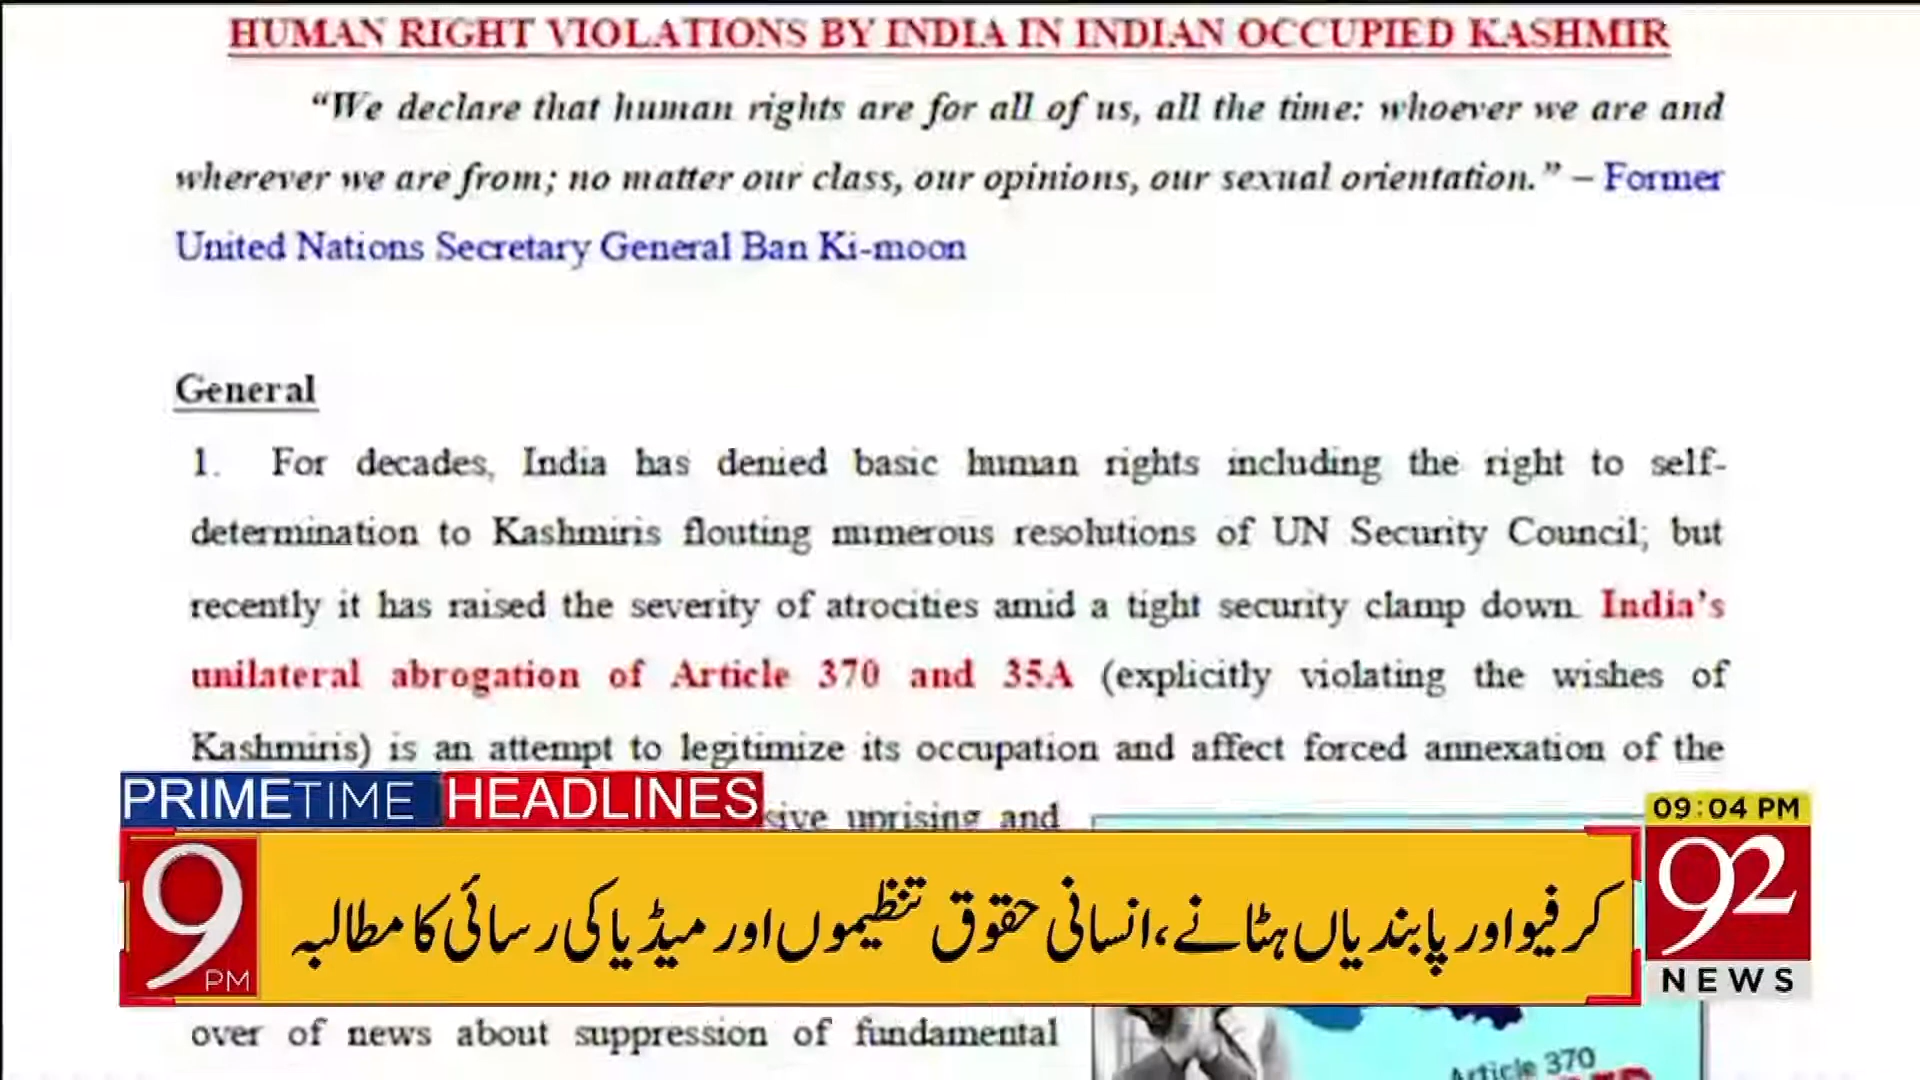 HUMAN RIGHT VIOLATIONS BY INDIA IN INDIAN OCCUPIED KASHMIR
“We declare that human rights are for all of us, all the time: whoever we are and
wherever we are from; no matter our class, our opinions, our sexual orientation.” – Former
United Nations Secretary General Ban Ki-moon
General
1. For decades, India has denied basic human rights including the right to self-
determination to Kashmiris flouting numerous resolutions of UN Security Council; but
recently it has raised the severity of atrocities amid a tight security clamp down. India’s
unilateral abrogation of Article 370 and 35A (explicitly violating the wishes of
Kashmiris) is an attempt to legitimize its occupation and affect forced annexation of the
PRIMETIME HEADLINES
uprising and
09:04 PM
9 PM
کرفیو اور پابندیاں ہٹانے، انسانی حقوق تنظیموں اور میڈیا کی رسائی کا مطالبہ
92
NEWS
over of news about suppression of fundamental
Article 370